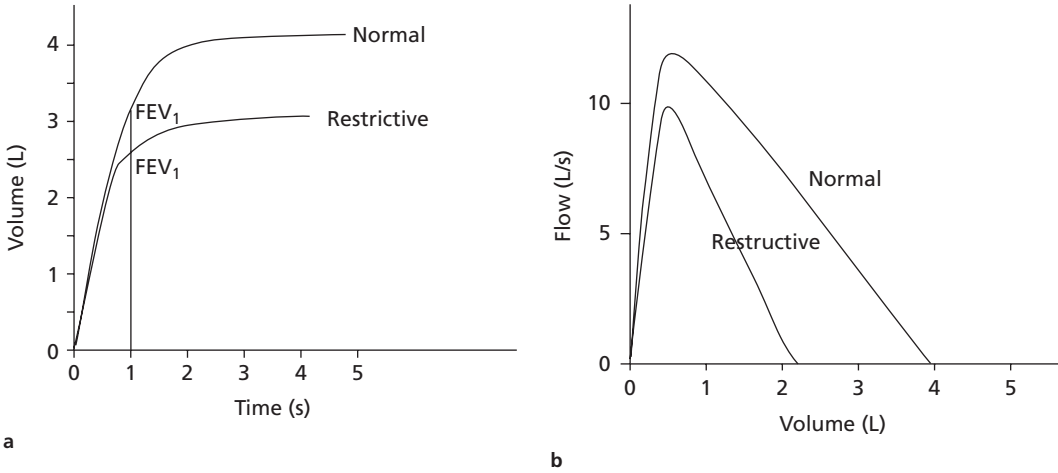 4
3
2
1
0
Volume (L)
Normal
FEV1
Restrictive
FEV1
0 1 2 3 4 5
Time (s)
a
10
5
0
Flow (L/s)
Normal
Restructive
0 1 2 3 4 5
Volume (L)
b